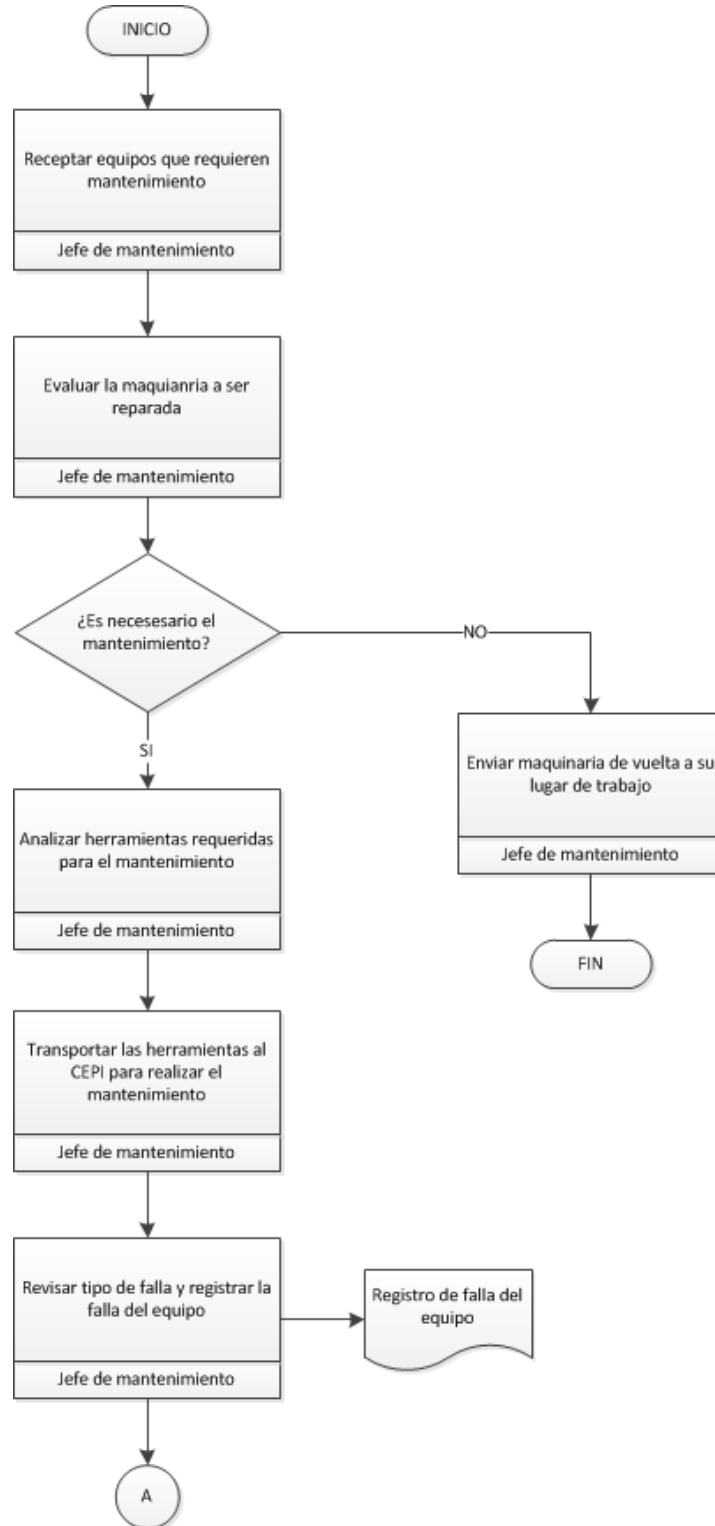 INICIO
Receptar equipos que requieren
mantenimiento
Jefe de mantenimiento
Evaluar la maquianria a ser
reparada
Jefe de mantenimiento
¿Es necesesario el
mantenimiento?
NO
SI
Enviar maquinaria de vuelta a su
lugar de trabajo
Jefe de mantenimiento
FIN
Analizar herramientas requeridas
para el mantenimiento
Jefe de mantenimiento
Transportar las herramientas al
CEPI para realizar el
mantenimiento
Jefe de mantenimiento
Revisar tipo de falla y registrar la
falla del equipo
Jefe de mantenimiento
Registro de falla del
equipo
A